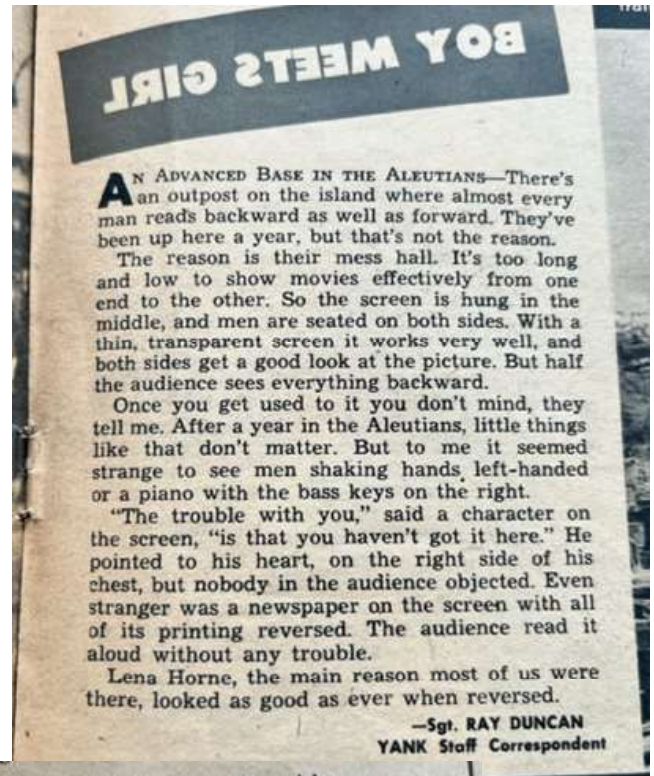 BOY MEETS GIRL
AN ADVANCED BASE IN THE ALEUTIANS—There's
an outpost on the island where almost every
man reads backward as well as forward. They've
been up here a year, but that's not the reason.
The reason is their mess hall. It's too long
and low to show movies effectively from one
end to the other. So the screen is hung in the
middle, and men are seated on both sides. With a
thin, transparent screen it works very well, and
both sides get a good look at the picture. But half
the audience sees everything backward.
Once you get used to it you don't mind, they
tell me. After a year in the Aleutians, little things
like that don't matter. But to me it seemed
strange to see men shaking hands left-handed
or a piano with the bass keys on the right.
"The trouble with you," said a character on
the screen, "is that you haven't got it here." He
pointed to his heart, on the right side of his
chest, but nobody in the audience objected. Even
stranger was a newspaper on the screen with all
of its printing reversed. The audience read it
aloud without any trouble.
Lena Horne, the main reason most of us were
there, looked as good as ever when reversed.
—Sgt. RAY DUNCAN
YANK Staff Correspondent